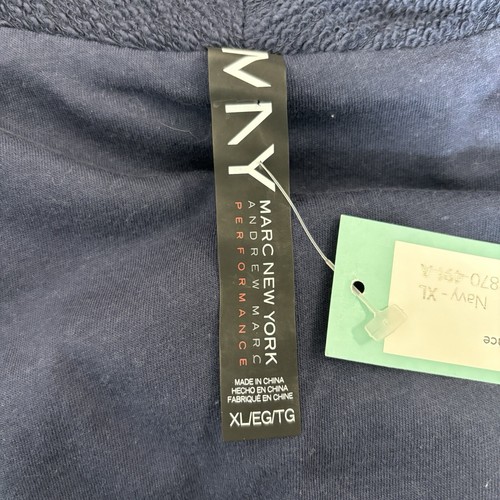 MNY
MARC NEW YORK
ANDREW MARC
PERFORMANCE
MADE IN CHINA
HECHO EN CHINA
FABRIQUÉ EN CHINE
XL/EG/TG
Navy - XL